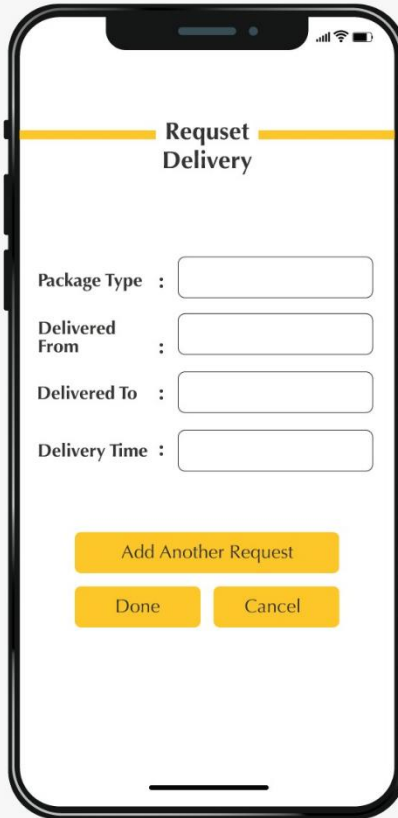 Requset
Delivery
Package Type :
Delivered
From :
Delivered To :
Delivery Time :
Add Another Request
Done Cancel